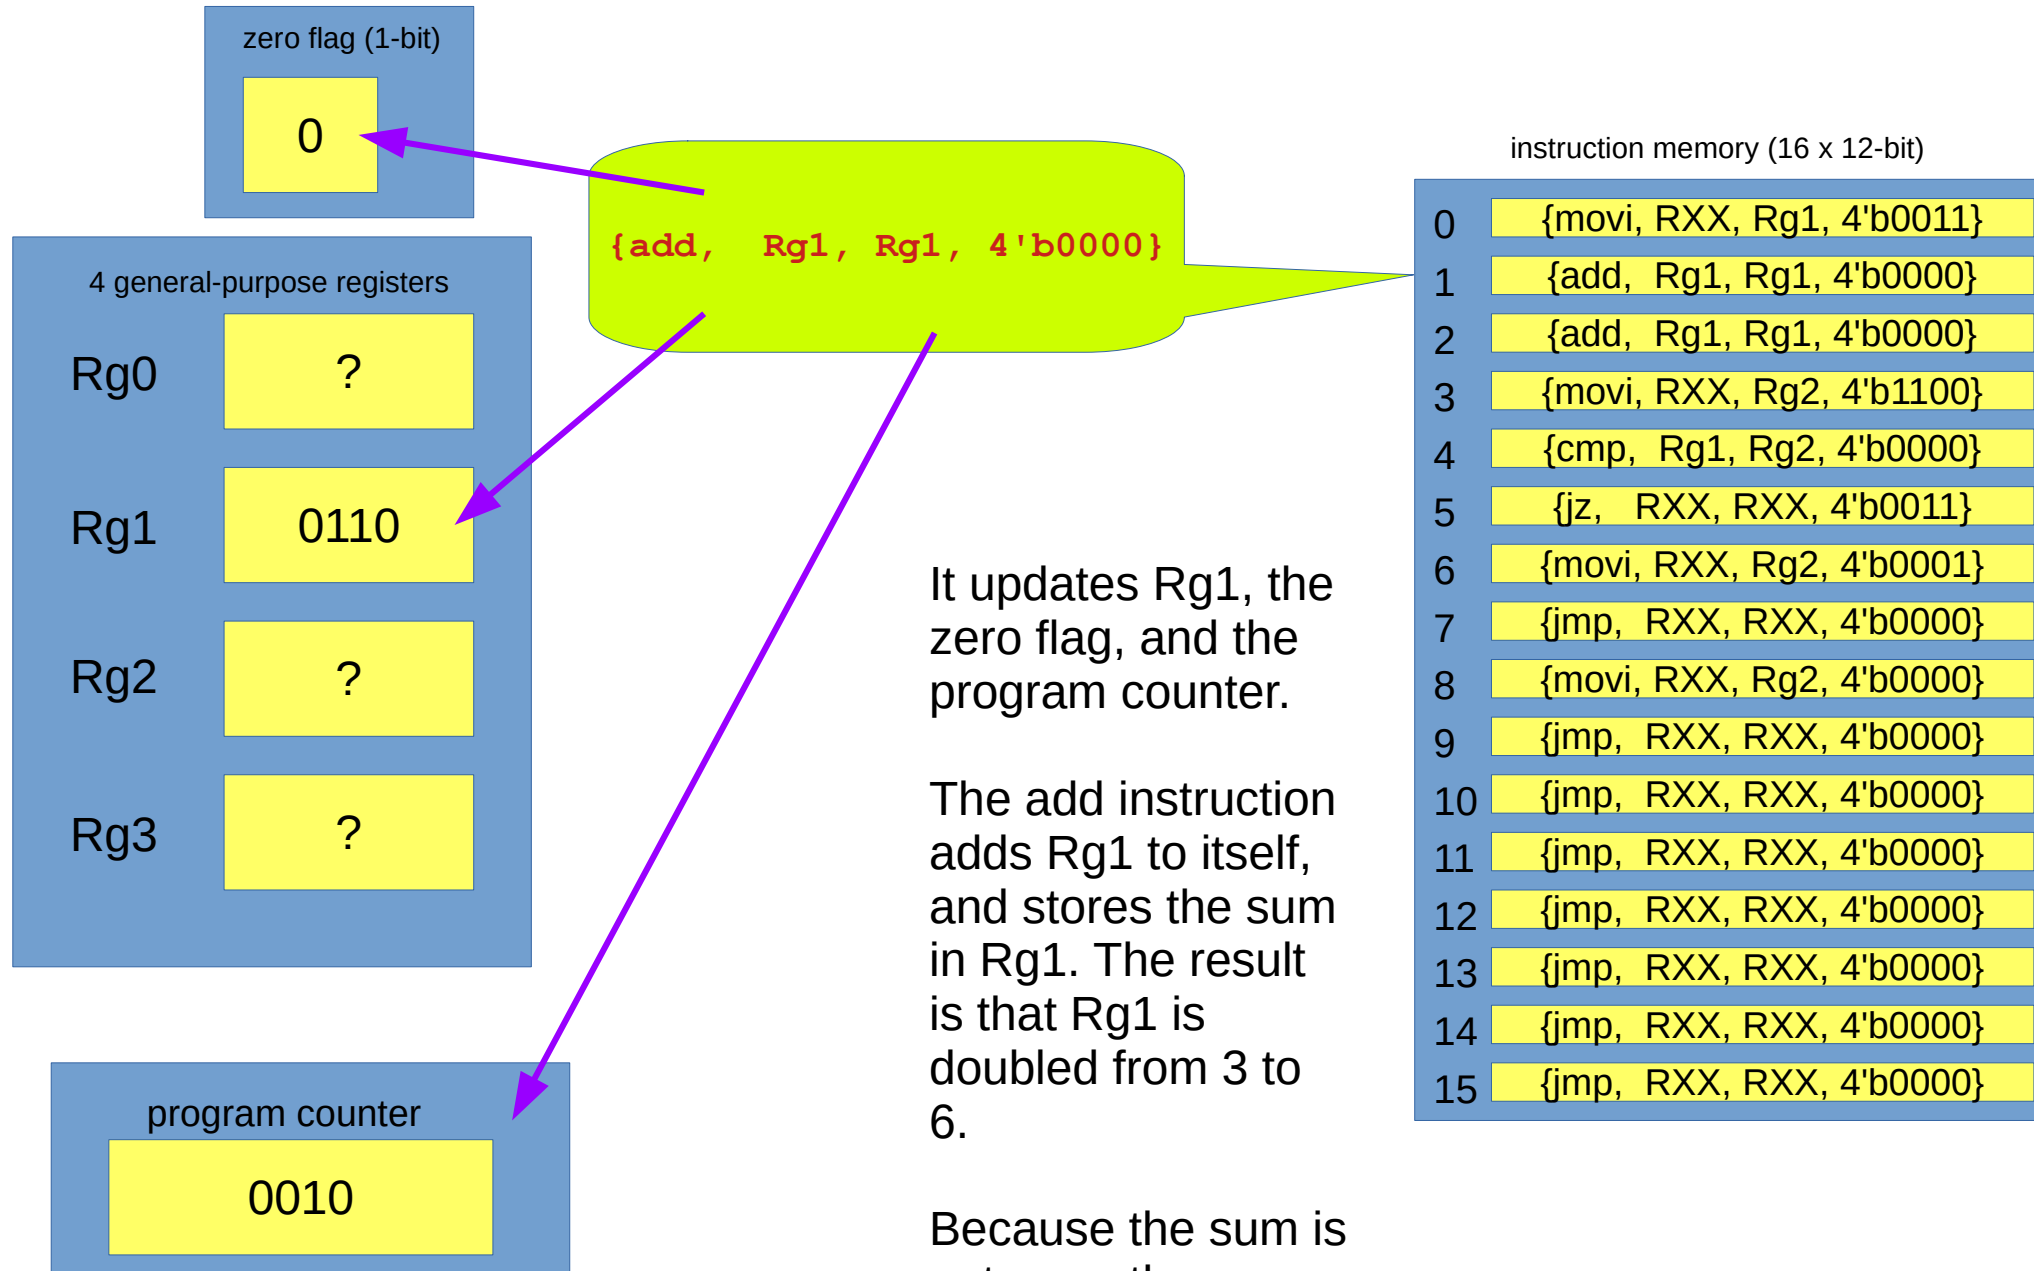 zero flag (1-bit)
0
4 general-purpose registers
Rg0 ?
Rg1 0110
Rg2 ?
Rg3 ?
program counter
0010
{add,  Rg1, Rg1, 4'b0000}
It updates Rg1, the
zero flag, and the
program counter.
The add instruction
adds Rg1 to itself,
and stores the sum
in Rg1. The result
is that Rg1 is
doubled from 3 to
6.
Because the sum is
instruction memory (16 x 12-bit)
0 {movi, RXX, Rg1, 4'b0011}
1 {add,  Rg1, Rg1, 4'b0000}
2 {add,  Rg1, Rg1, 4'b0000}
3 {movi, RXX, Rg2, 4'b1100}
4 {cmp,  Rg1, Rg2, 4'b0000}
5 {jz,   RXX, RXX, 4'b0011}
6 {movi, RXX, Rg2, 4'b0001}
7 {jmp,  RXX, RXX, 4'b0000}
8 {movi, RXX, Rg2, 4'b0000}
9 {jmp,  RXX, RXX, 4'b0000}
10 {jmp,  RXX, RXX, 4'b0000}
11 {jmp,  RXX, RXX, 4'b0000}
12 {jmp,  RXX, RXX, 4'b0000}
13 {jmp,  RXX, RXX, 4'b0000}
14 {jmp,  RXX, RXX, 4'b0000}
15 {jmp,  RXX, RXX, 4'b0000}